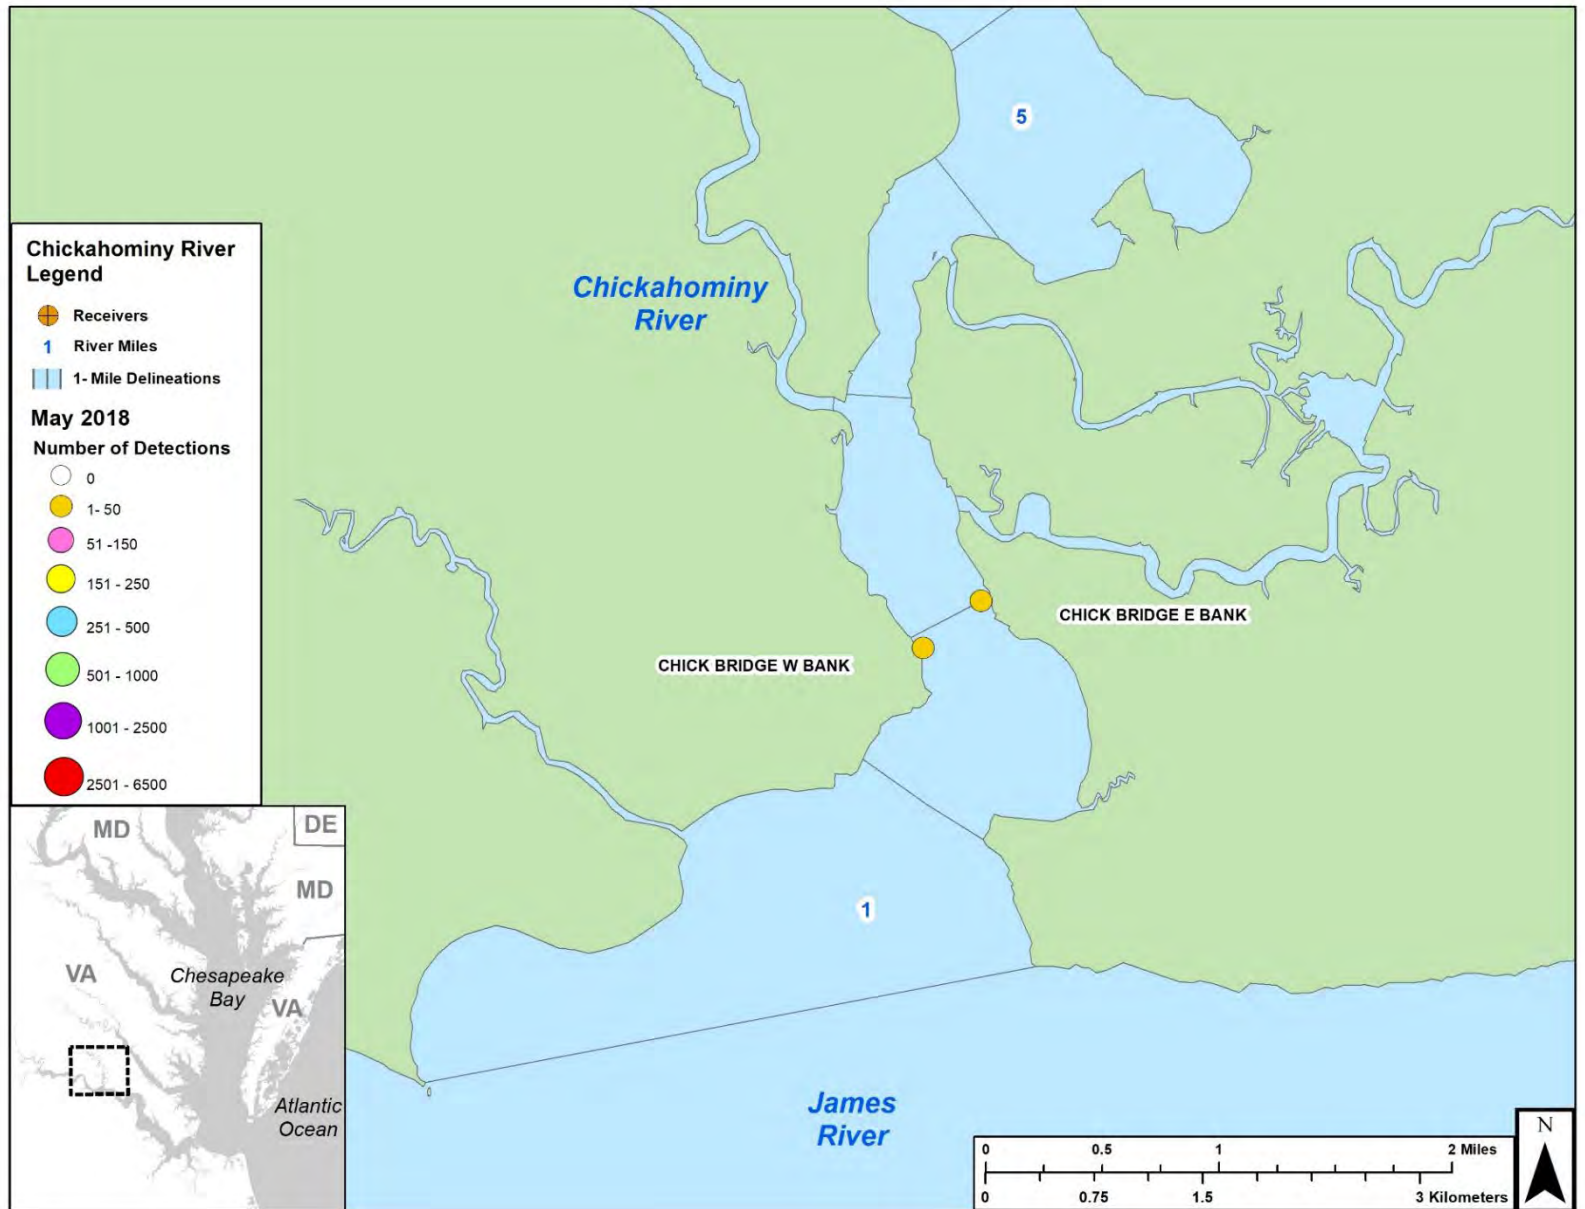 5
Chickahominy
River
Chickahominy River
Legend
Receivers
1 River Miles
1- Mile Delineations
May 2018
Number of Detections
0
1- 50
51 -150
151 - 250
251 - 500
501 - 1000
1001 - 2500
2501 - 6500
CHICK BRIDGE E BANK
CHICK BRIDGE W BANK
1
James
River
MD
DE
MD
VA
Chesapeake
Bay
VA
Atlantic
Ocean
0 0.5 1 2 Miles
0 0.75 1.5 3 Kilometers
N